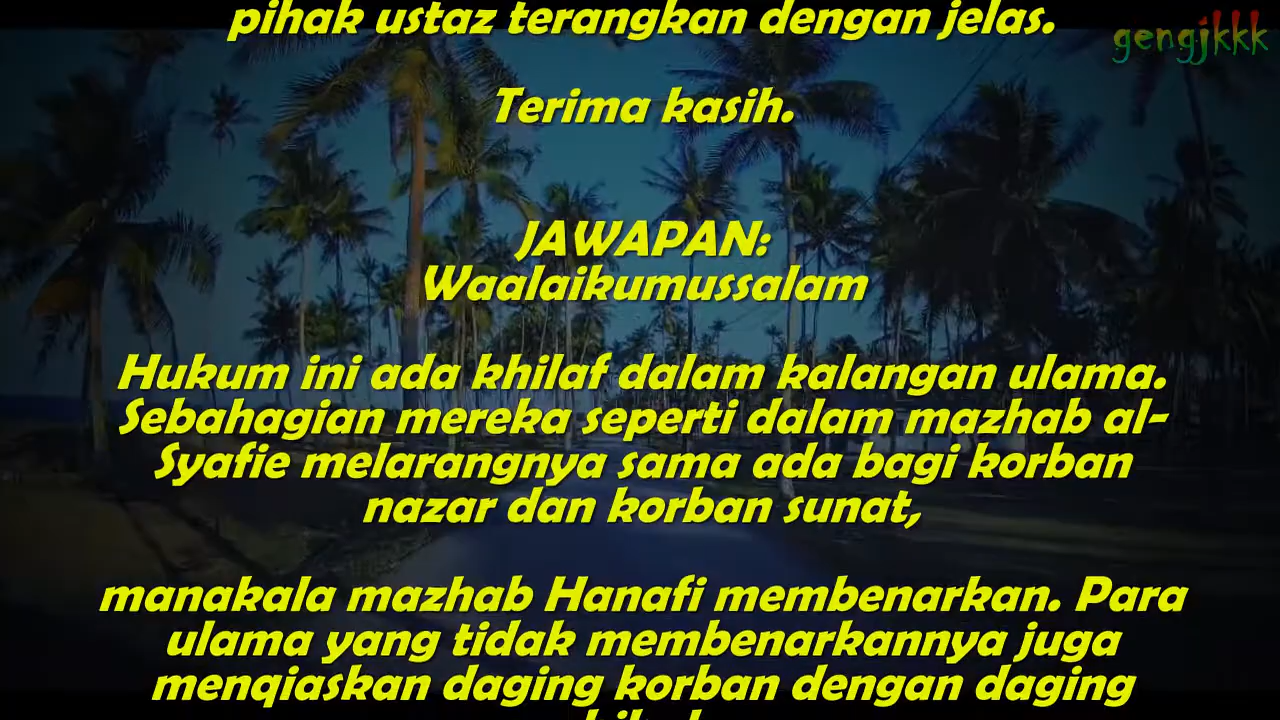 pihak ustaz terangkan dengan jelas.
gengjkkk
Terima kasih.
JAWAPAN:
Waalaikumussalam
Hukum ini ada khilaf dalam kalangan ulama.
Sebahagian mereka seperti dalam mazhab al-
Syafie melarangnya sama ada bagi korban
nazar dan korban sunat,
manakala mazhab Hanafi membenarkan. Para
ulama yang tidak membenarkannya juga
menqiaskan daging korban dengan daging